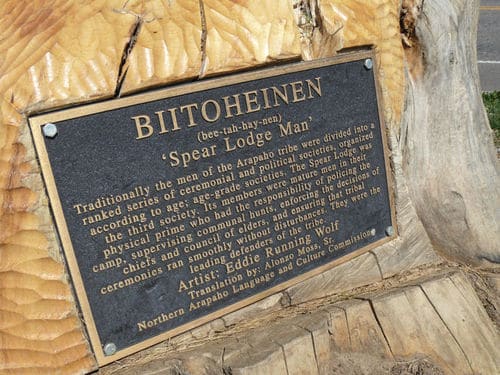 BIITOHEINEN
(bee-tah-hay-nen)
'Spear Lodge Man'
Traditionally the men of the Arapaho tribe were divided into a
ranked series of ceremonial and political societies, organized
according to age; age-grade societies. The Spear Lodge was
the third society. Its members were mature men in their
physical prime who had the responsibility of policing the
camp, supervising communal hunts, enforcing the decisions of
chiefs and council of elders, and ensuring that tribal
ceremonies ran smoothly without disturbances. They were the
leading defenders of the tribe.
Artist: Eddie Running Wolf
Translation by: Alonzo Moss, Sr.
Northern Arapaho Language and Culture Commission